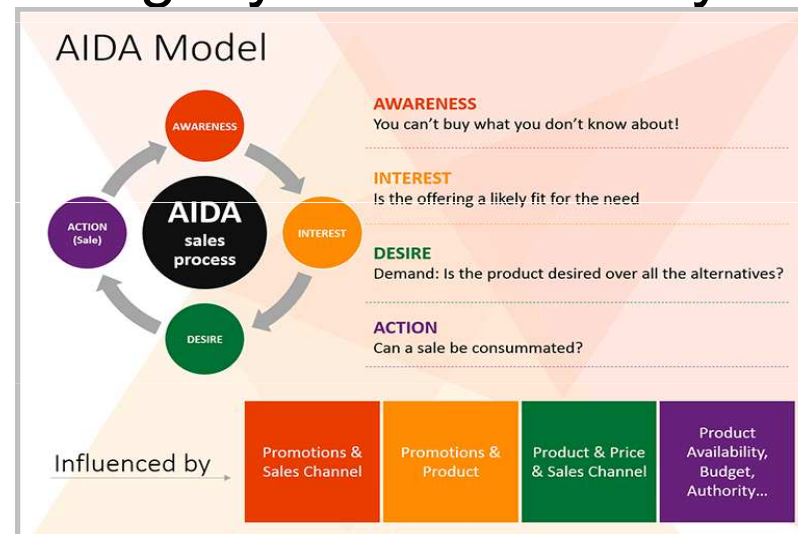 AIDA Model
AWARENESS
INTEREST
DESIRE
ACTION
(Sale)
AIDA
sales
process
AWARENESS
You can't buy what you don't know about!
INTEREST
Is the offering a likely fit for the need
DESIRE
Demand: Is the product desired over all the alternatives?
ACTION
Can a sale be consummated?
Influenced by
Promotions &
Sales Channel
Promotions &
Product
Product & Price
& Sales Channel
Product
Availability,
Budget,
Authority...